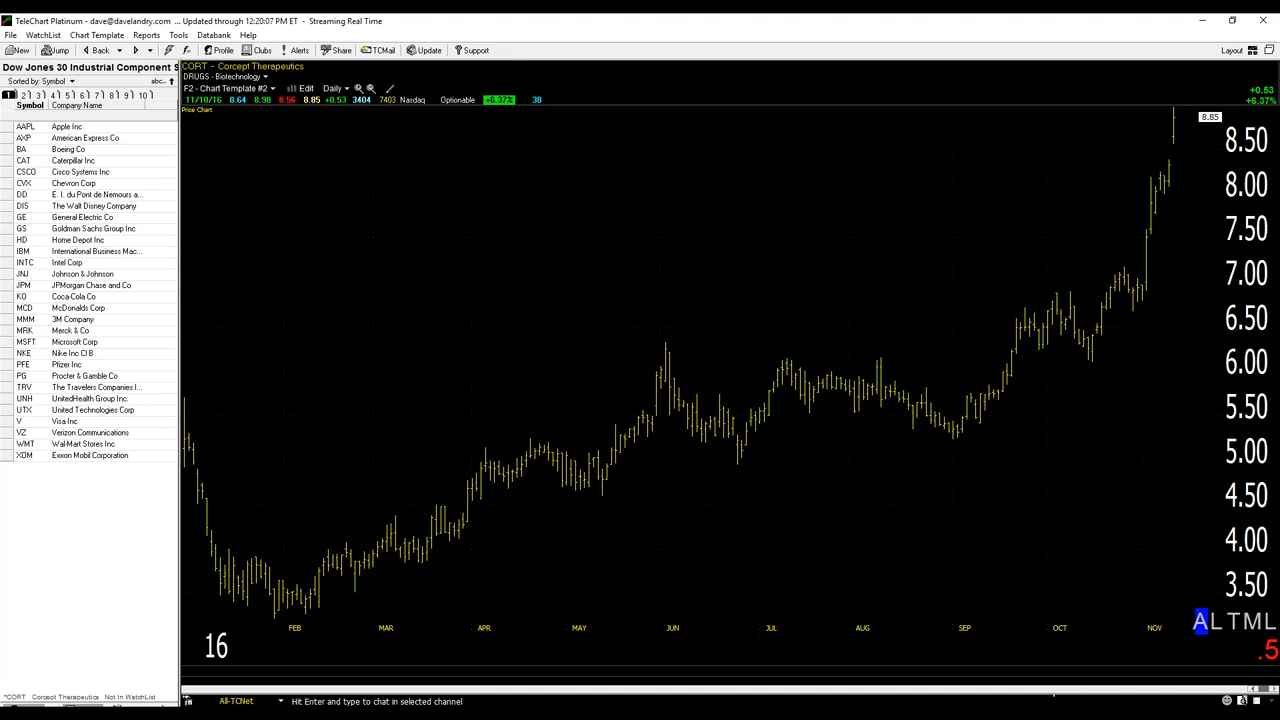 TeleChart Platinum - dave@davelandry.com ... Updated through 12:20:07 PM ET - Streaming Real Time
File WatchList Chart Template Reports Tools Databank Help
New Jump Back Profile Clubs Alerts Share TCMail Update Support Layout
Dow Jones 30 Industrial Component S
Sorted by: Symbol abc...
1 2 3 4 5 6 7 8 9 10
Symbol Company Name
AAPL Apple Inc
AXP American Express Co
BA Boeing Co
CAT Caterpillar Inc
CSCO Cisco Systems Inc
CVX Chevron Corp
DD E. I. du Pont de Nemours a...
DIS The Walt Disney Company
GE General Electric Co
GS Goldman Sachs Group Inc
HD Home Depot Inc
IBM International Business Mac...
INTC Intel Corp
JNJ Johnson & Johnson
JPM JPMorgan Chase and Co
KO Coca-Cola Co
MCD McDonalds Corp
MMM 3M Company
MRK Merck & Co
MSFT Microsoft Corp
NKE Nike Inc Cl B
PFE Pfizer Inc
PG Procter & Gamble Co
TRV The Travelers Companies I...
UNH UnitedHealth Group Inc.
UTX United Technologies Corp
V Visa Inc
VZ Verizon Communications
WMT Wal-Mart Stores Inc
XOM Exxon Mobil Corporation
*CORT Corcept Therapeutics Not In WatchList
CORT - Corcept Therapeutics
DRUGS - Biotechnology
F2 - Chart Template #2 Edit Daily
11/10/16 8.64 8.98 8.56 8.85 +0.53 3404 7403 Nasdaq Optionable +6.37% 38
+0.53
+6.37%
Price Chart
8.85
8.50
8.00
7.50
7.00
6.50
6.00
5.50
5.00
4.50
4.00
3.50
ALTML
.5
FEB MAR APR MAY JUN JUL AUG SEP OCT NOV
16
All-TCNet Hit Enter and type to chat in selected channel